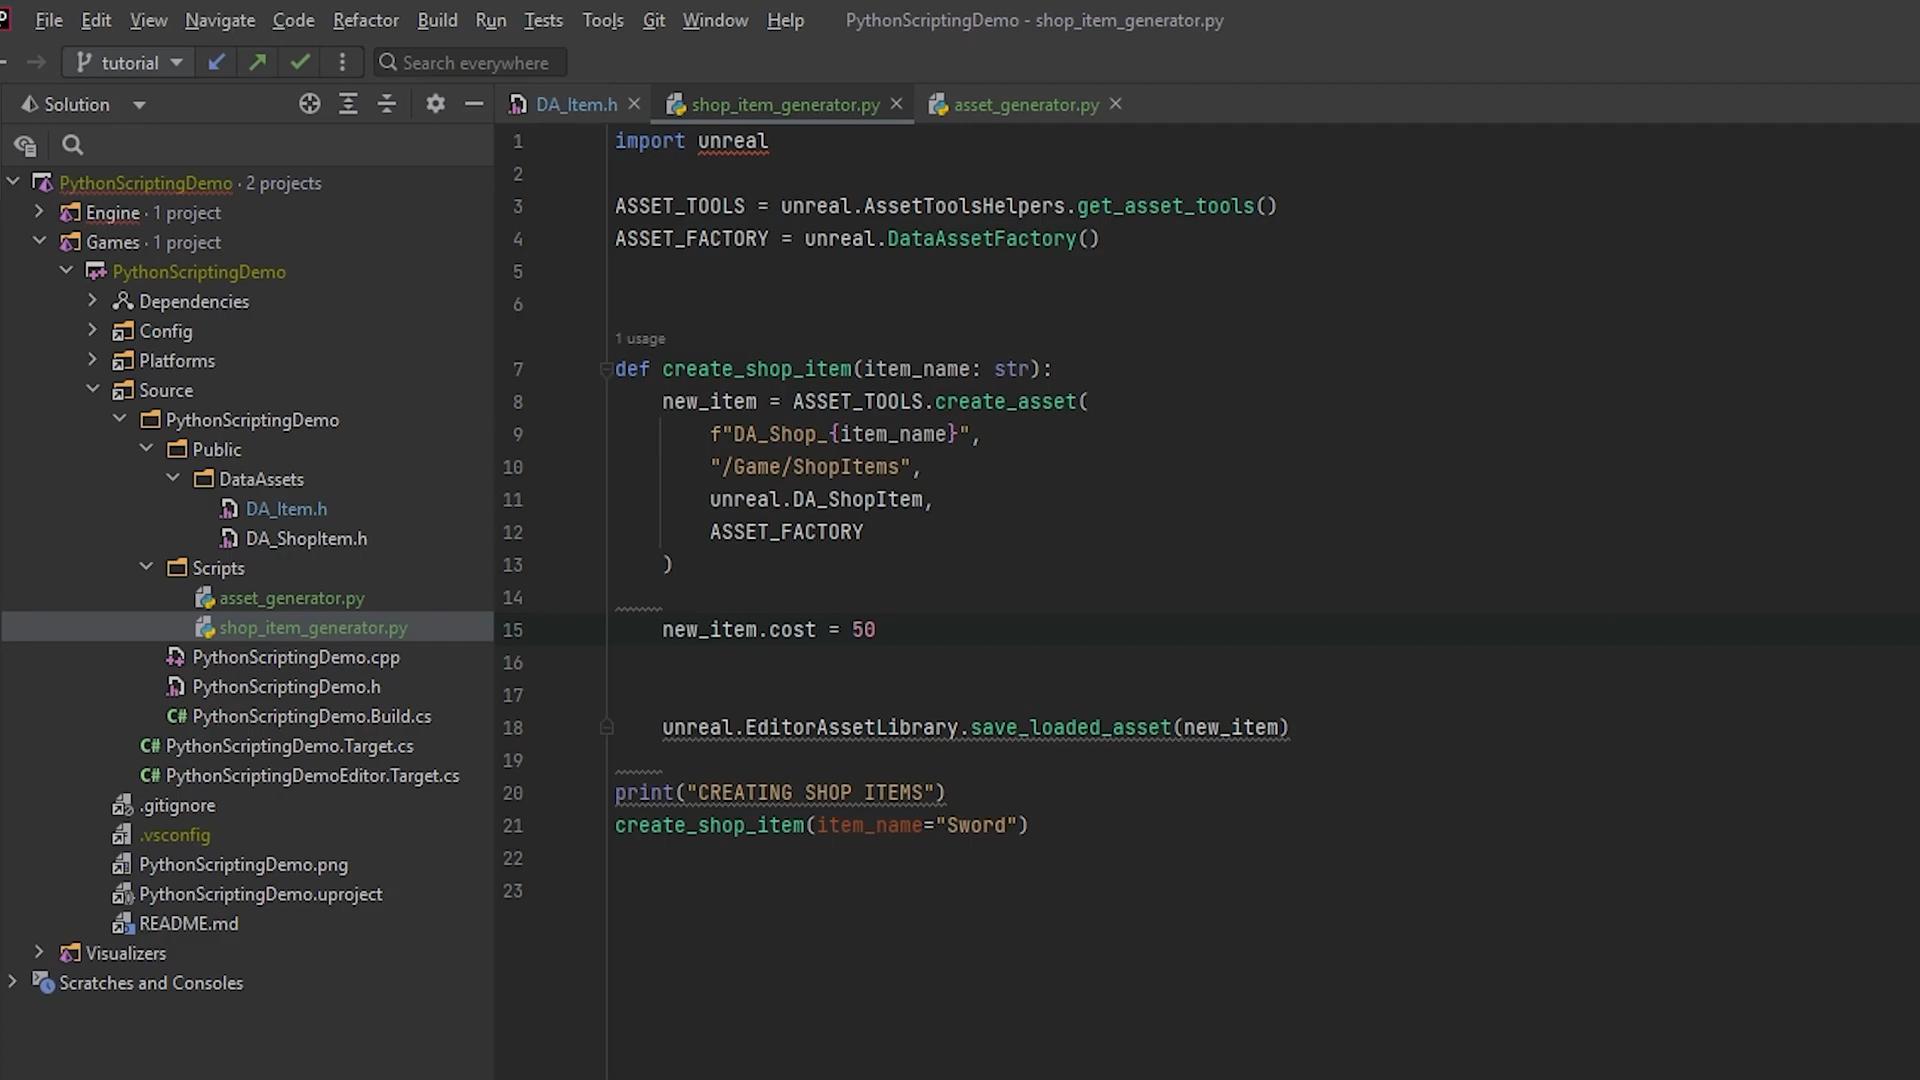 File Edit View Navigate Code Refactor Build Run Tests Tools Git Window Help PythonScriptingDemo - shop_item_generator.py
tutorial Search everywhere
Solution
DA_Item.h shop_item_generator.py asset_generator.py
PythonScriptingDemo · 2 projects
Engine · 1 project
Games · 1 project
PythonScriptingDemo
Dependencies
Config
Platforms
Source
PythonScriptingDemo
Public
DataAssets
DA_Item.h
DA_ShopItem.h
Scripts
asset_generator.py
shop_item_generator.py
PythonScriptingDemo.cpp
PythonScriptingDemo.h
C# PythonScriptingDemo.Build.cs
C# PythonScriptingDemo.Target.cs
C# PythonScriptingDemoEditor.Target.cs
.gitignore
.vsconfig
PythonScriptingDemo.png
PythonScriptingDemo.uproject
README.md
Visualizers
Scratches and Consoles
1 import unreal
2
3 ASSET_TOOLS = unreal.AssetToolsHelpers.get_asset_tools()
4 ASSET_FACTORY = unreal.DataAssetFactory()
5
6
1 usage
7 def create_shop_item(item_name: str):
8 new_item = ASSET_TOOLS.create_asset(
9 f"DA_Shop_{item_name}",
10 "/Game/ShopItems",
11 unreal.DA_ShopItem,
12 ASSET_FACTORY
13 )
14
15 new_item.cost = 50
16
17
18 unreal.EditorAssetLibrary.save_loaded_asset(new_item)
19
20 print("CREATING SHOP ITEMS")
21 create_shop_item(item_name="Sword")
22
23